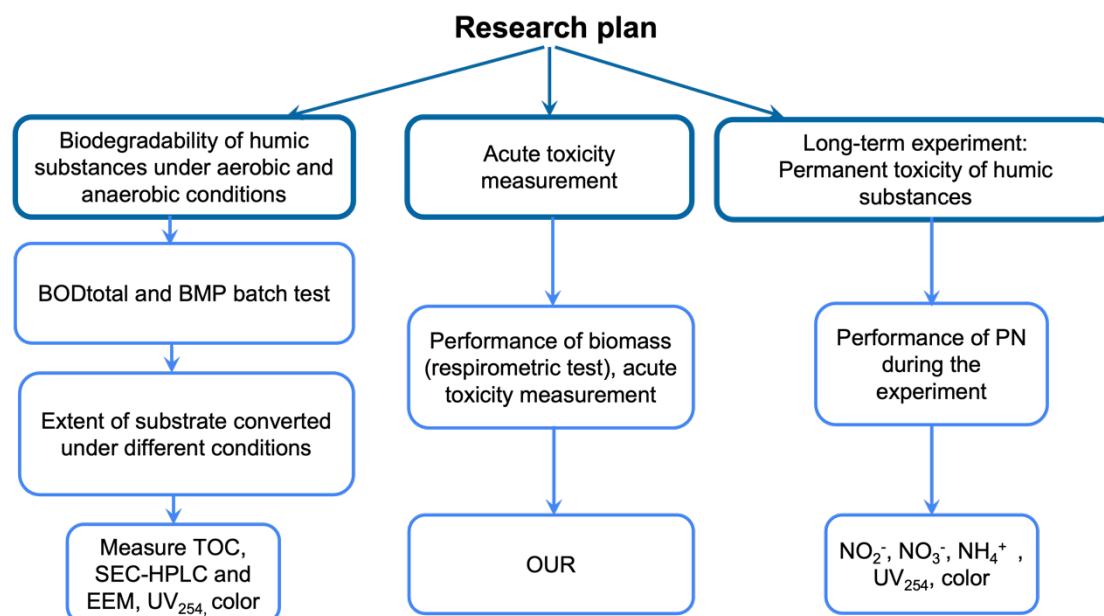 Research plan
Biodegradability of humic
substances under aerobic and
anaerobic conditions
BODtotal and BMP batch test
Extent of substrate converted
under different conditions
Measure TOC,
SEC-HPLC and
EEM, UV₂₅₄, color
Acute toxicity
measurement
Performance of biomass
(respirometric test), acute
toxicity measurement
OUR
Long-term experiment:
Permanent toxicity of humic
substances
Performance of PN
during the
experiment
NO₂⁻, NO₃⁻, NH₄⁺ ,
UV₂₅₄, color